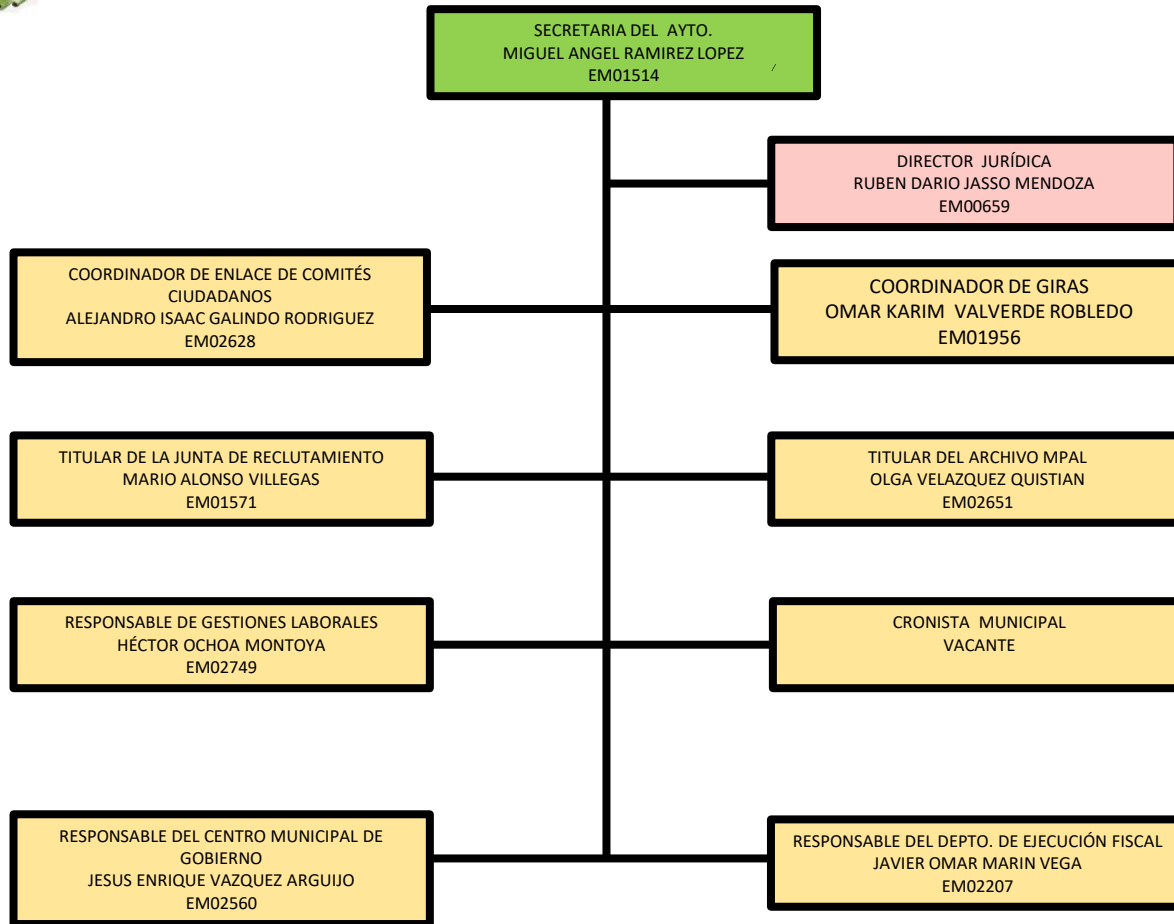 SECRETARIA DEL AYTO.
MIGUEL ANGEL RAMIREZ LOPEZ
EM01514
DIRECTOR JURÍDICA
RUBEN DARIO JASSO MENDOZA
EM00659
COORDINADOR DE ENLACE DE COMITÉS
CIUDADANOS
ALEJANDRO ISAAC GALINDO RODRIGUEZ
EM02628
COORDINADOR DE GIRAS
OMAR KARIM VALVERDE ROBLEDO
EM01956
TITULAR DE LA JUNTA DE RECLUTAMIENTO
MARIO ALONSO VILLEGAS
EM01571
TITULAR DEL ARCHIVO MPAL
OLGA VELAZQUEZ QUISTIAN
EM02651
RESPONSABLE DE GESTIONES LABORALES
HÉCTOR OCHOA MONTOYA
EM02749
CRONISTA MUNICIPAL
VACANTE
RESPONSABLE DEL CENTRO MUNICIPAL DE
GOBIERNO
JESUS ENRIQUE VAZQUEZ ARGUIJO
EM02560
RESPONSABLE DEL DEPTO. DE EJECUCIÓN FISCAL
JAVIER OMAR MARIN VEGA
EM02207